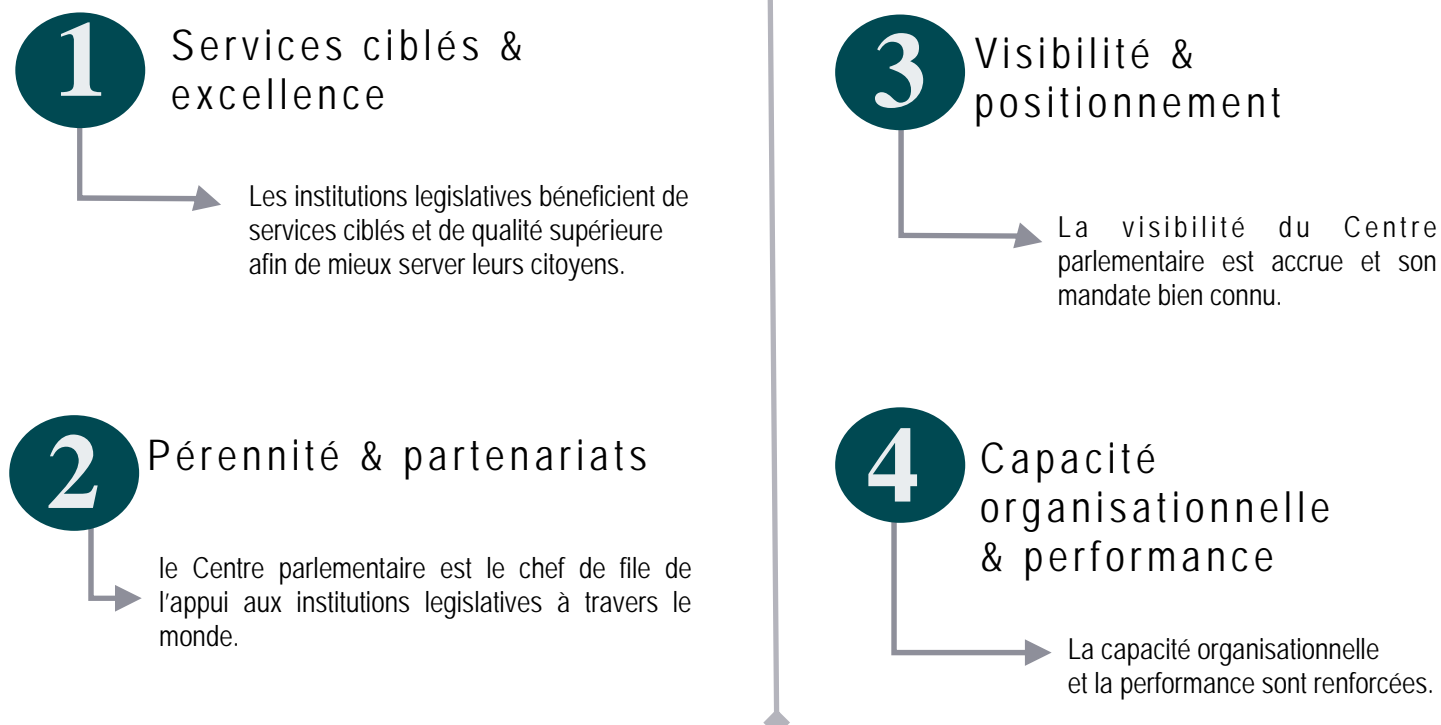 1
Services ciblés &
excellence
Les institutions legislatives béneficient de
services ciblés et de qualité supérieure
afin de mieux server leurs citoyens.
2
Pérennité & partenariats
le Centre parlementaire est le chef de file de
l'appui aux institutions legislatives à travers le
monde.
3
Visibilité &
positionnement
La visibilité du Centre
parlementaire est accrue et son
mandate bien connu.
4
Capacité
organisationnelle
& performance
La capacité organisationnelle
et la performance sont renforcées.